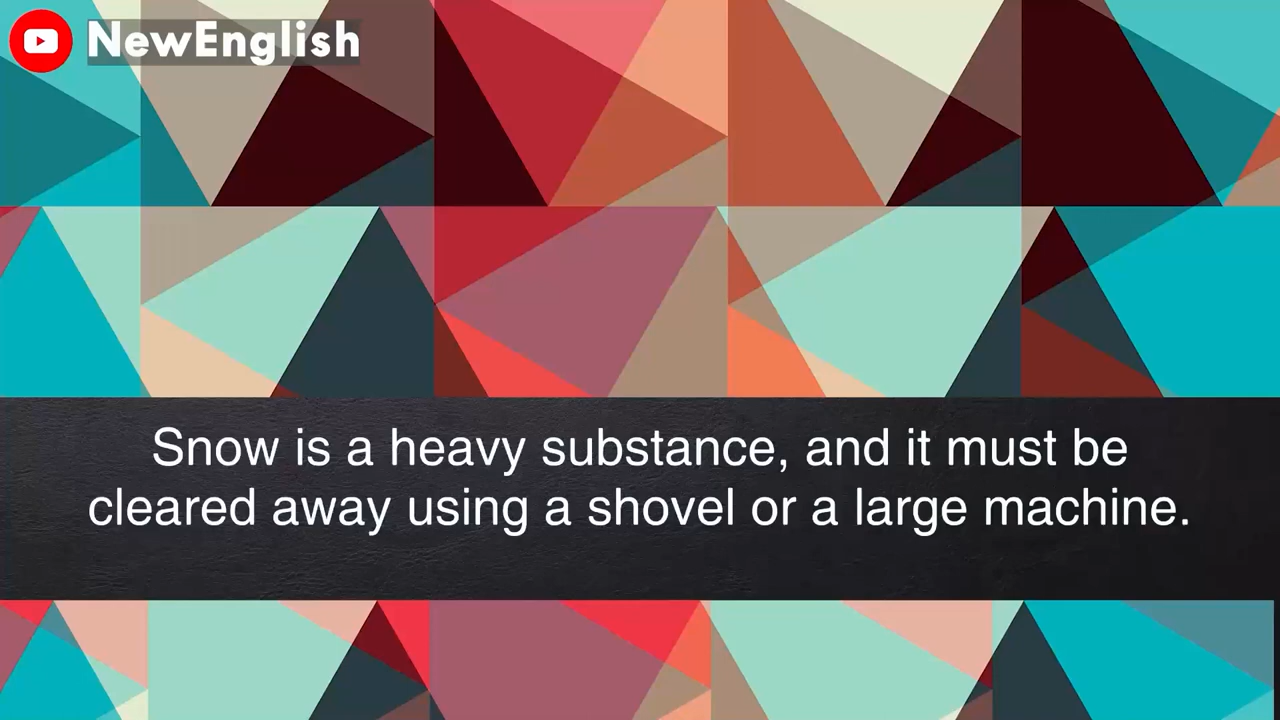 NewEnglish
Snow is a heavy substance, and it must be
cleared away using a shovel or a large machine.